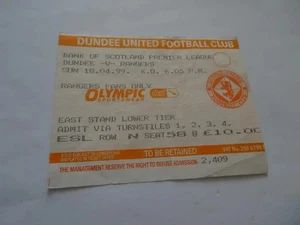 DUNDEE UNITED FOOTBALL CLUB
BANK OF SCOTLAND PREMIER LEAGUE
DUNDEE -V- RANGERS
SUN 18.04.99. K.O. 6.05 P.M.
RANGERS FANS ONLY
OLYMPIC
EAST STAND LOWER TIER
ADMIT VIA TURNSTILES 1, 2, 3, 4.
ESL ROW N SEAT 58 @ £10.00
TO BE RETAINED
THE MANAGEMENT RESERVE THE RIGHT TO REFUSE ADMISSION
2,409